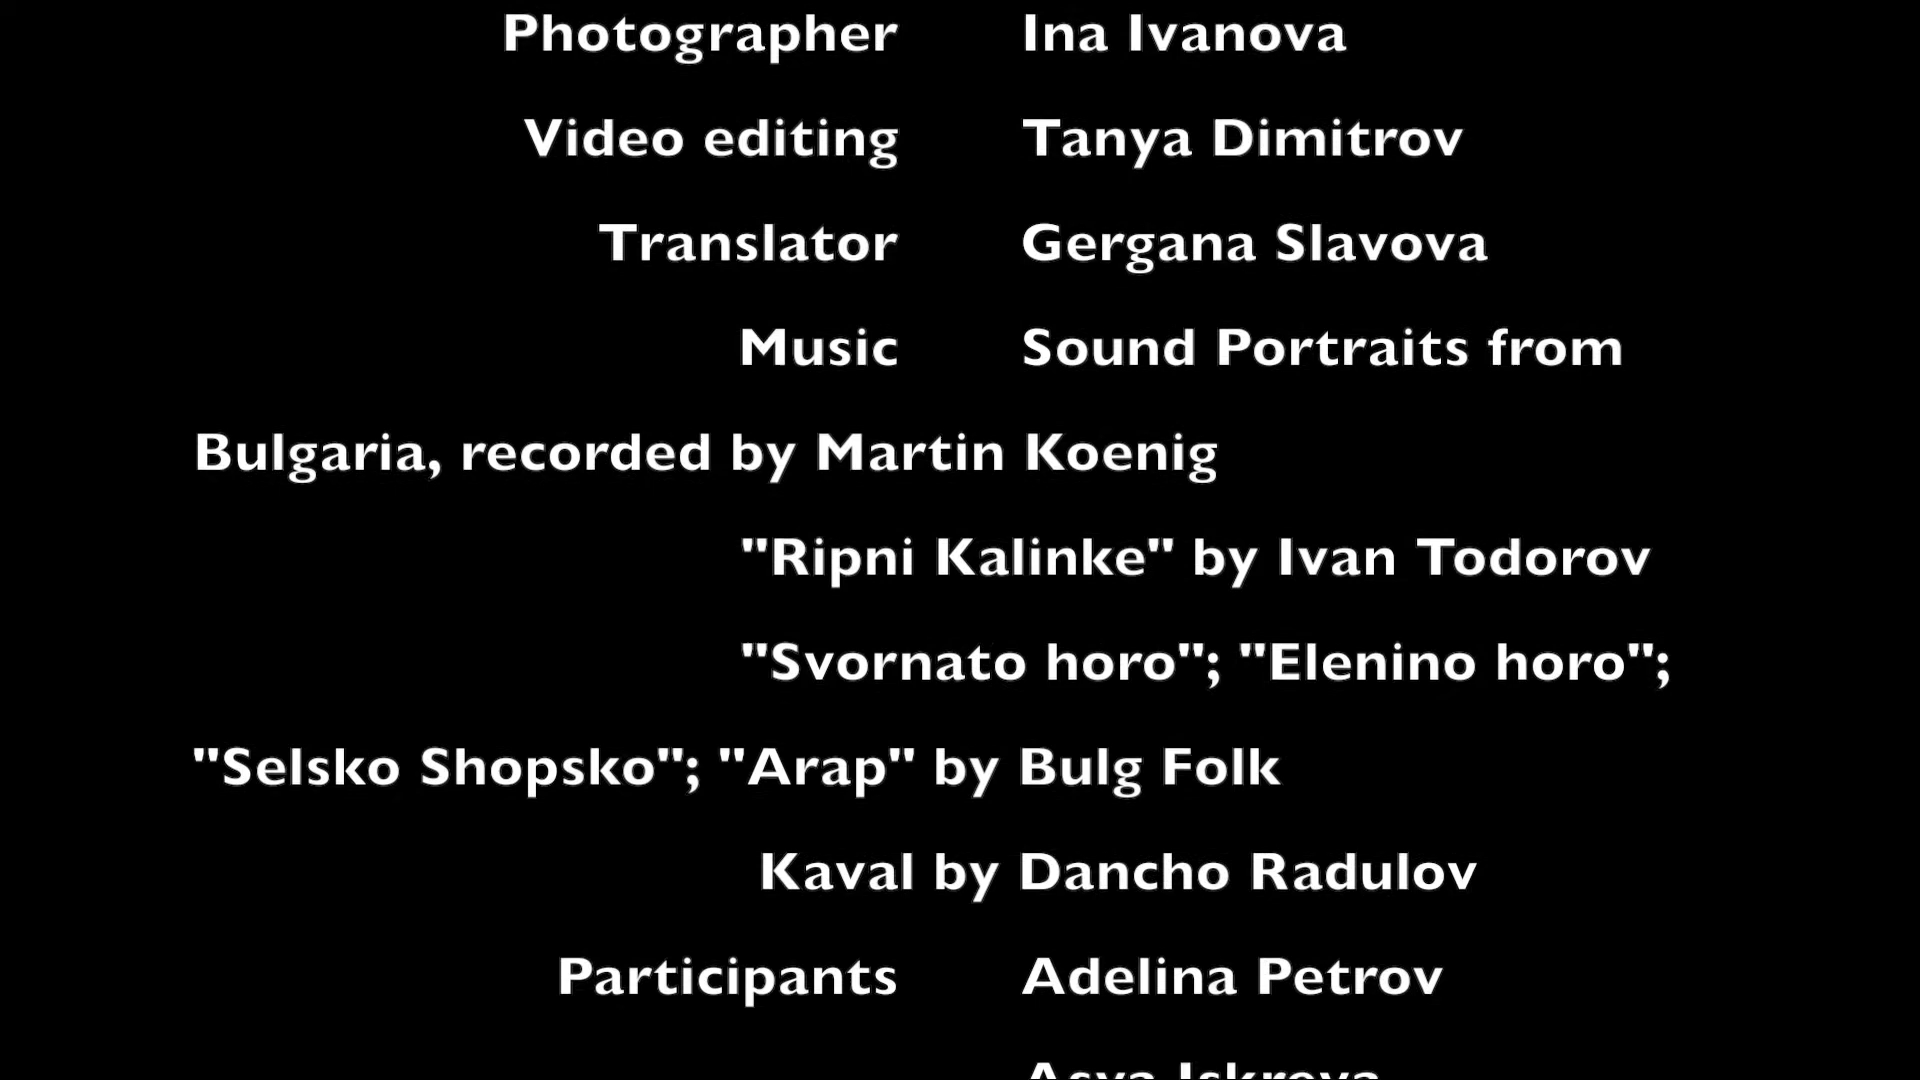 Photographer Ina Ivanova
Video editing Tanya Dimitrov
Translator Gergana Slavova
Music Sound Portraits from
Bulgaria, recorded by Martin Koenig
"Ripni Kalinke" by Ivan Todorov
"Svornato horo"; "Elenino horo";
"Selsko Shopsko"; "Arap" by Bulg Folk
Kaval by Dancho Radulov
Participants Adelina Petrov
Asya Iskrova